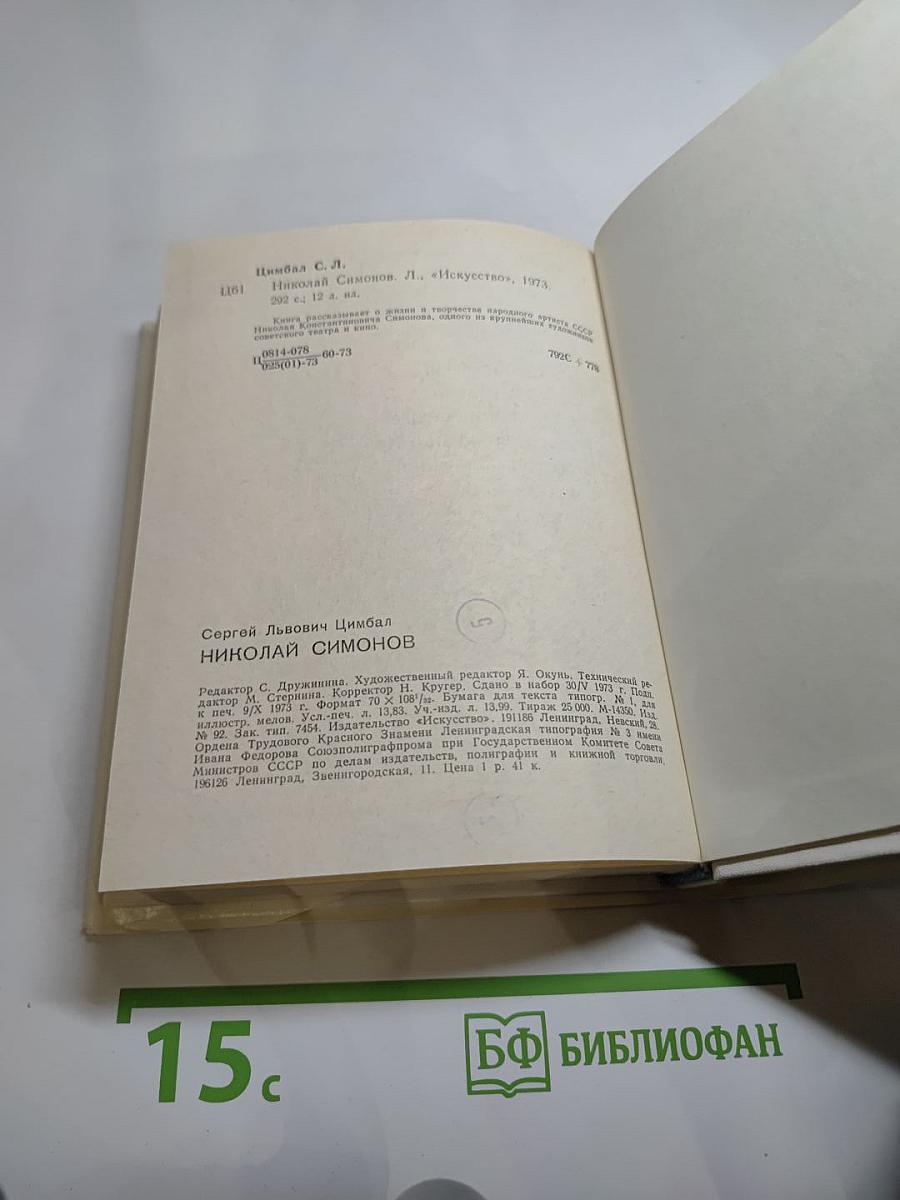 Цимбал С. Л.
Ц61 Николай Симонов. Л., «Искусство», 1973.
292 с.; 12 л. ил.
Книга рассказывает о жизни и творчестве народного артиста СССР
Николая Константиновича Симонова, одного из крупнейших художников
советского театра и кино.
Ц 0814-078 60-73 792С + 778
025(01)-73
Сергей Львович Цимбал
НИКОЛАЙ СИМОНОВ
5
Редактор С. Дружинина. Художественный редактор Я. Окунь. Технический ре-
дактор М. Стернина. Корректор Н. Кругер. Сдано в набор 30/V 1973 г. Подп.
к печ. 9/X 1973 г. Формат 70 × 108¹/₃₂. Бумага для текста типогр. № 1, для
иллюстр. мелов. Усл.-печ. л. 13,83. Уч.-изд. л. 13,99. Тираж 25 000. М-14350. Изд.
№ 92. Зак. тип. 7454. Издательство «Искусство». 191186 Ленинград, Невский, 28.
Ордена Трудового Красного Знамени Ленинградская типография № 3 имени
Ивана Федорова Союзполиграфпрома при Государственном Комитете Совета
Министров СССР по делам издательств, полиграфии и книжной торговли.
196126 Ленинград, Звенигородская, 11. Цена 1 р. 41 к.
15 с
БФ БИБЛИОФАН